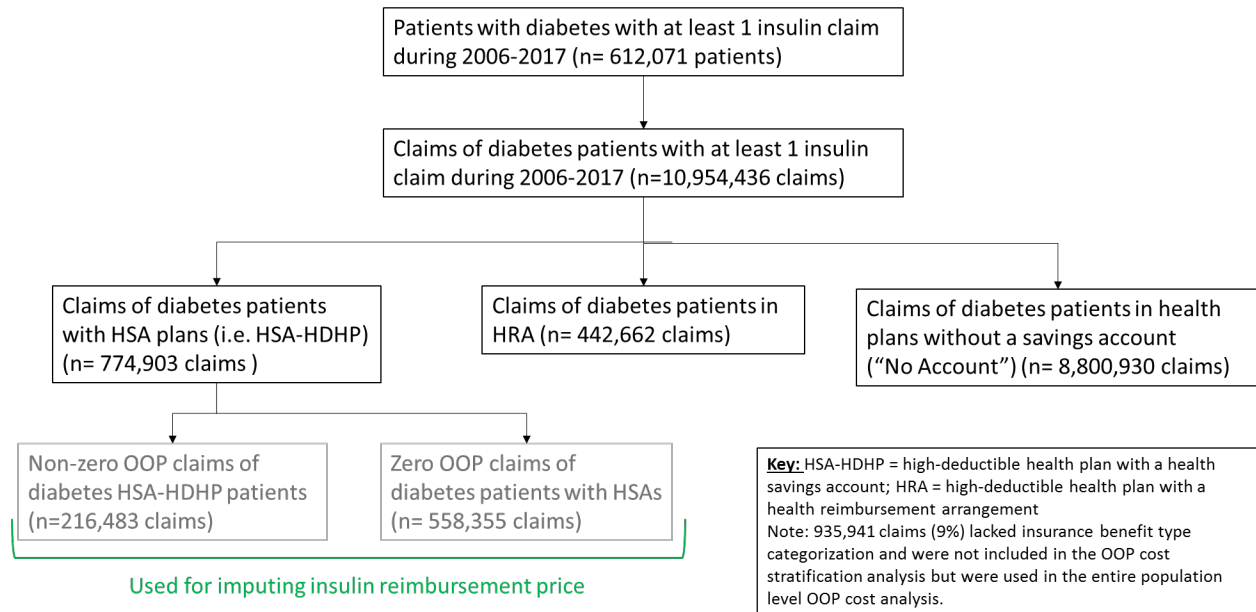 Patients with diabetes with at least 1 insulin claim
during 2006-2017 (n= 612,071 patients)
Claims of diabetes patients with at least 1 insulin
claim during 2006-2017 (n=10,954,436 claims)
Claims of diabetes patients
with HSA plans (i.e. HSA-HDHP)
(n= 774,903 claims )
Claims of diabetes patients in
HRA (n= 442,662 claims)
Claims of diabetes patients in health
plans without a savings account
(“No Account”) (n= 8,800,930 claims)
Non-zero OOP claims of
diabetes HSA-HDHP patients
(n=216,483 claims)
Zero OOP claims of
diabetes patients with HSAs
(n= 558,355 claims)
Used for imputing insulin reimbursement price
Key: HSA-HDHP = high-deductible health plan with a health
savings account; HRA = high-deductible health plan with a
health reimbursement arrangement
Note: 935,941 claims (9%) lacked insurance benefit type
categorization and were not included in the OOP cost
stratification analysis but were used in the entire population
level OOP cost analysis.